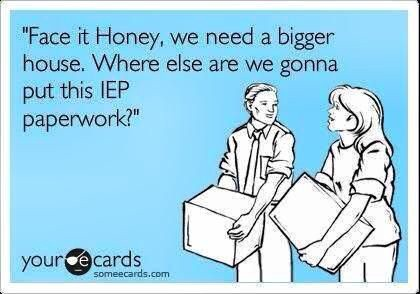 "Face it Honey, we need a bigger
house. Where else are we gonna
put this IEP
paperwork?"
your e cards
someecards.com